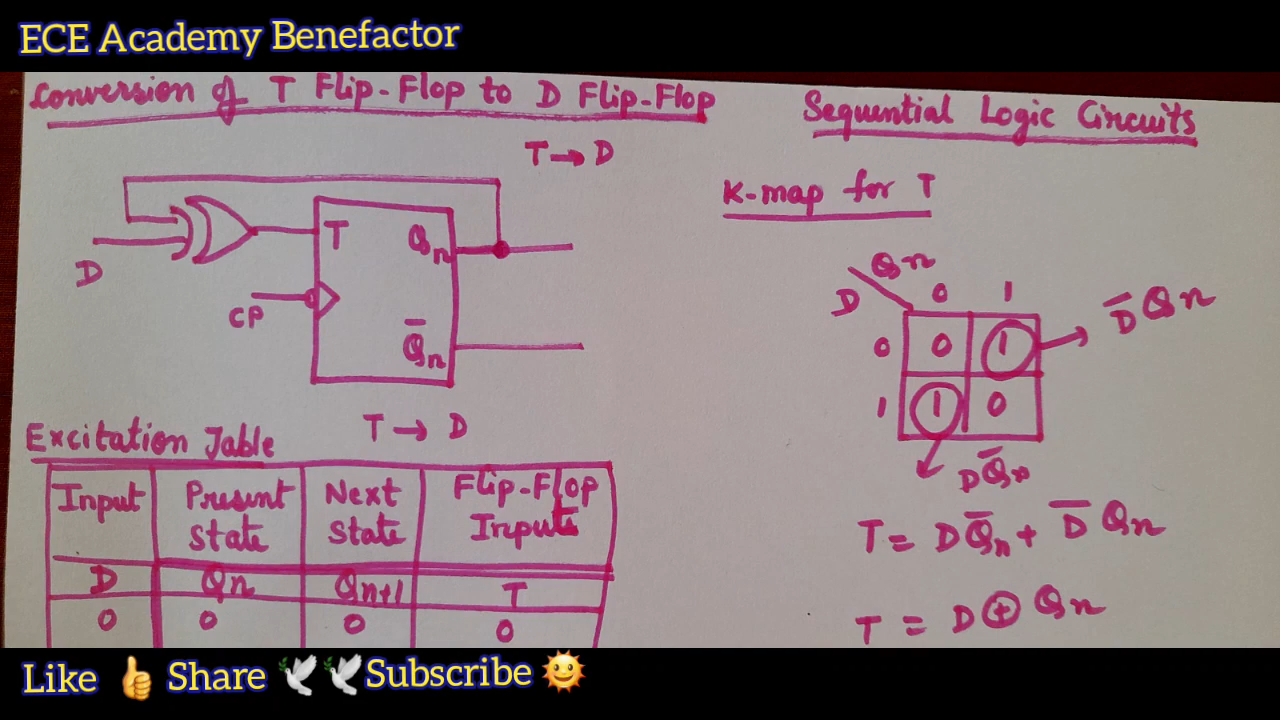 ECE Academy Benefactor
Conversion of T Flip-Flop to D Flip-Flop
Sequential Logic Circuits
T → D
K-map for T
T
Qn
D
CP
Q̅n
Qn
D
0 1
0 0 1
D̅Qn
1 1 0
DQ̅n
T = DQ̅n + D̅Qn
T = D ⊕ Qn
T → D
Excitation Table
Input Present State Next State Flip-Flop Inputs
D Qn Qn+1 T
0 0 0 0
Like 👍 Share 🕊🕊 Subscribe 🌞